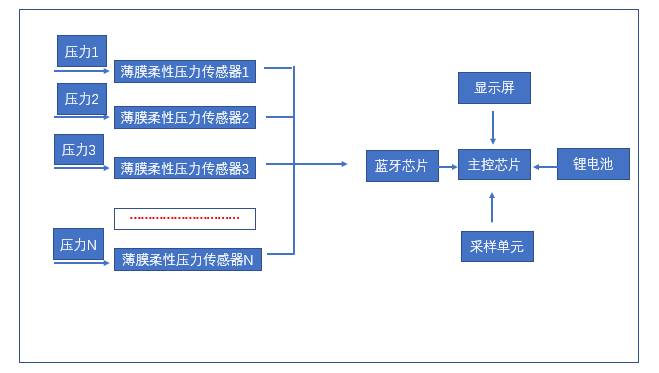 压力1
薄膜柔性压力传感器1
压力2
薄膜柔性压力传感器2
压力3
薄膜柔性压力传感器3
压力N
薄膜柔性压力传感器N
显示屏
蓝牙芯片
主控芯片
锂电池
采样单元